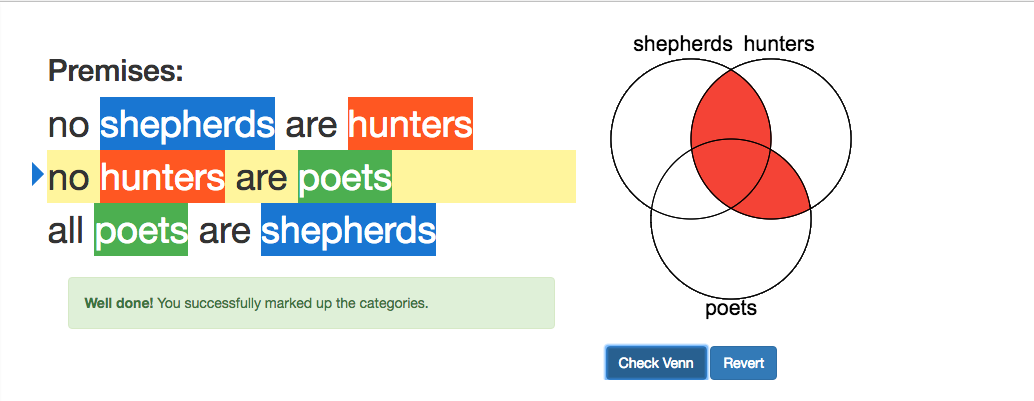 shepherds hunters
Premises:
no shepherds are hunters
no hunters are poets
all poets are shepherds
Well done! You successfully marked up the categories.
poets
Check Venn Revert